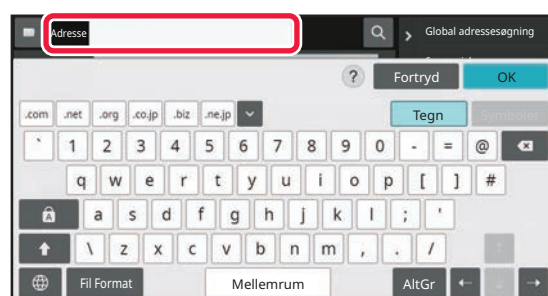 Adresse
Global adressesøgning
? Fortryd OK
.com .net .org .co.jp .biz .ne.jp Tegn Symboler
` 1 2 3 4 5 6 7 8 9 0 - = @
q w e r t y u i o p [ ] #
A a s d f g h j k l ; '
\ z x c v b n m , . /
Fil Format Mellemrum AltGr